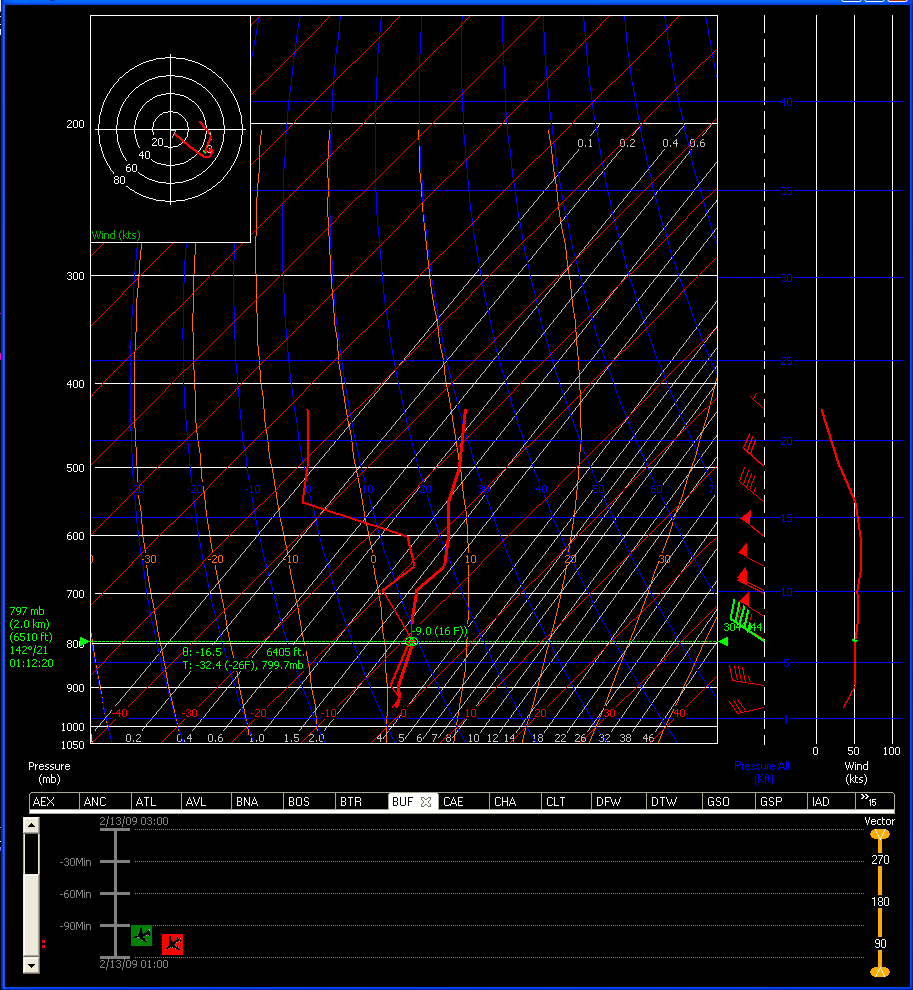 200
300
400
500
600
700
800
900
1000
1050
20
40
60
80
Wind (kts)
0.1 0.2 0.4 0.6
40
35
30
25
20
15
10
5
1
10 20 30 40 50 60
-30 -20 -10 0 10 20 30
797 mb
(2.0 km)
(6510 ft)
142°/21
01:12:20
-9.0 (16 F))
θ: -16.5 6405 ft.
T: -32.4 (-26F), 799.7mb
-40 -30 -20 -10 0 10 20 30 40
0.2 0.4 0.6 1.0 1.5 2.0 4 5 6 7 8 10 12 14 18 22 26 32 38 46
Pressure
(mb)
Pressure Alt.
(Kft)
0 50 100
Wind
(kts)
AEX ANC ATL AVL BNA BOS BTR BUF CAE CHA CLT DFW DTW GSO GSP IAD » 15
2/13/09 03:00
-30Min
-60Min
-90Min
2/13/09 01:00
Vector
270
180
90